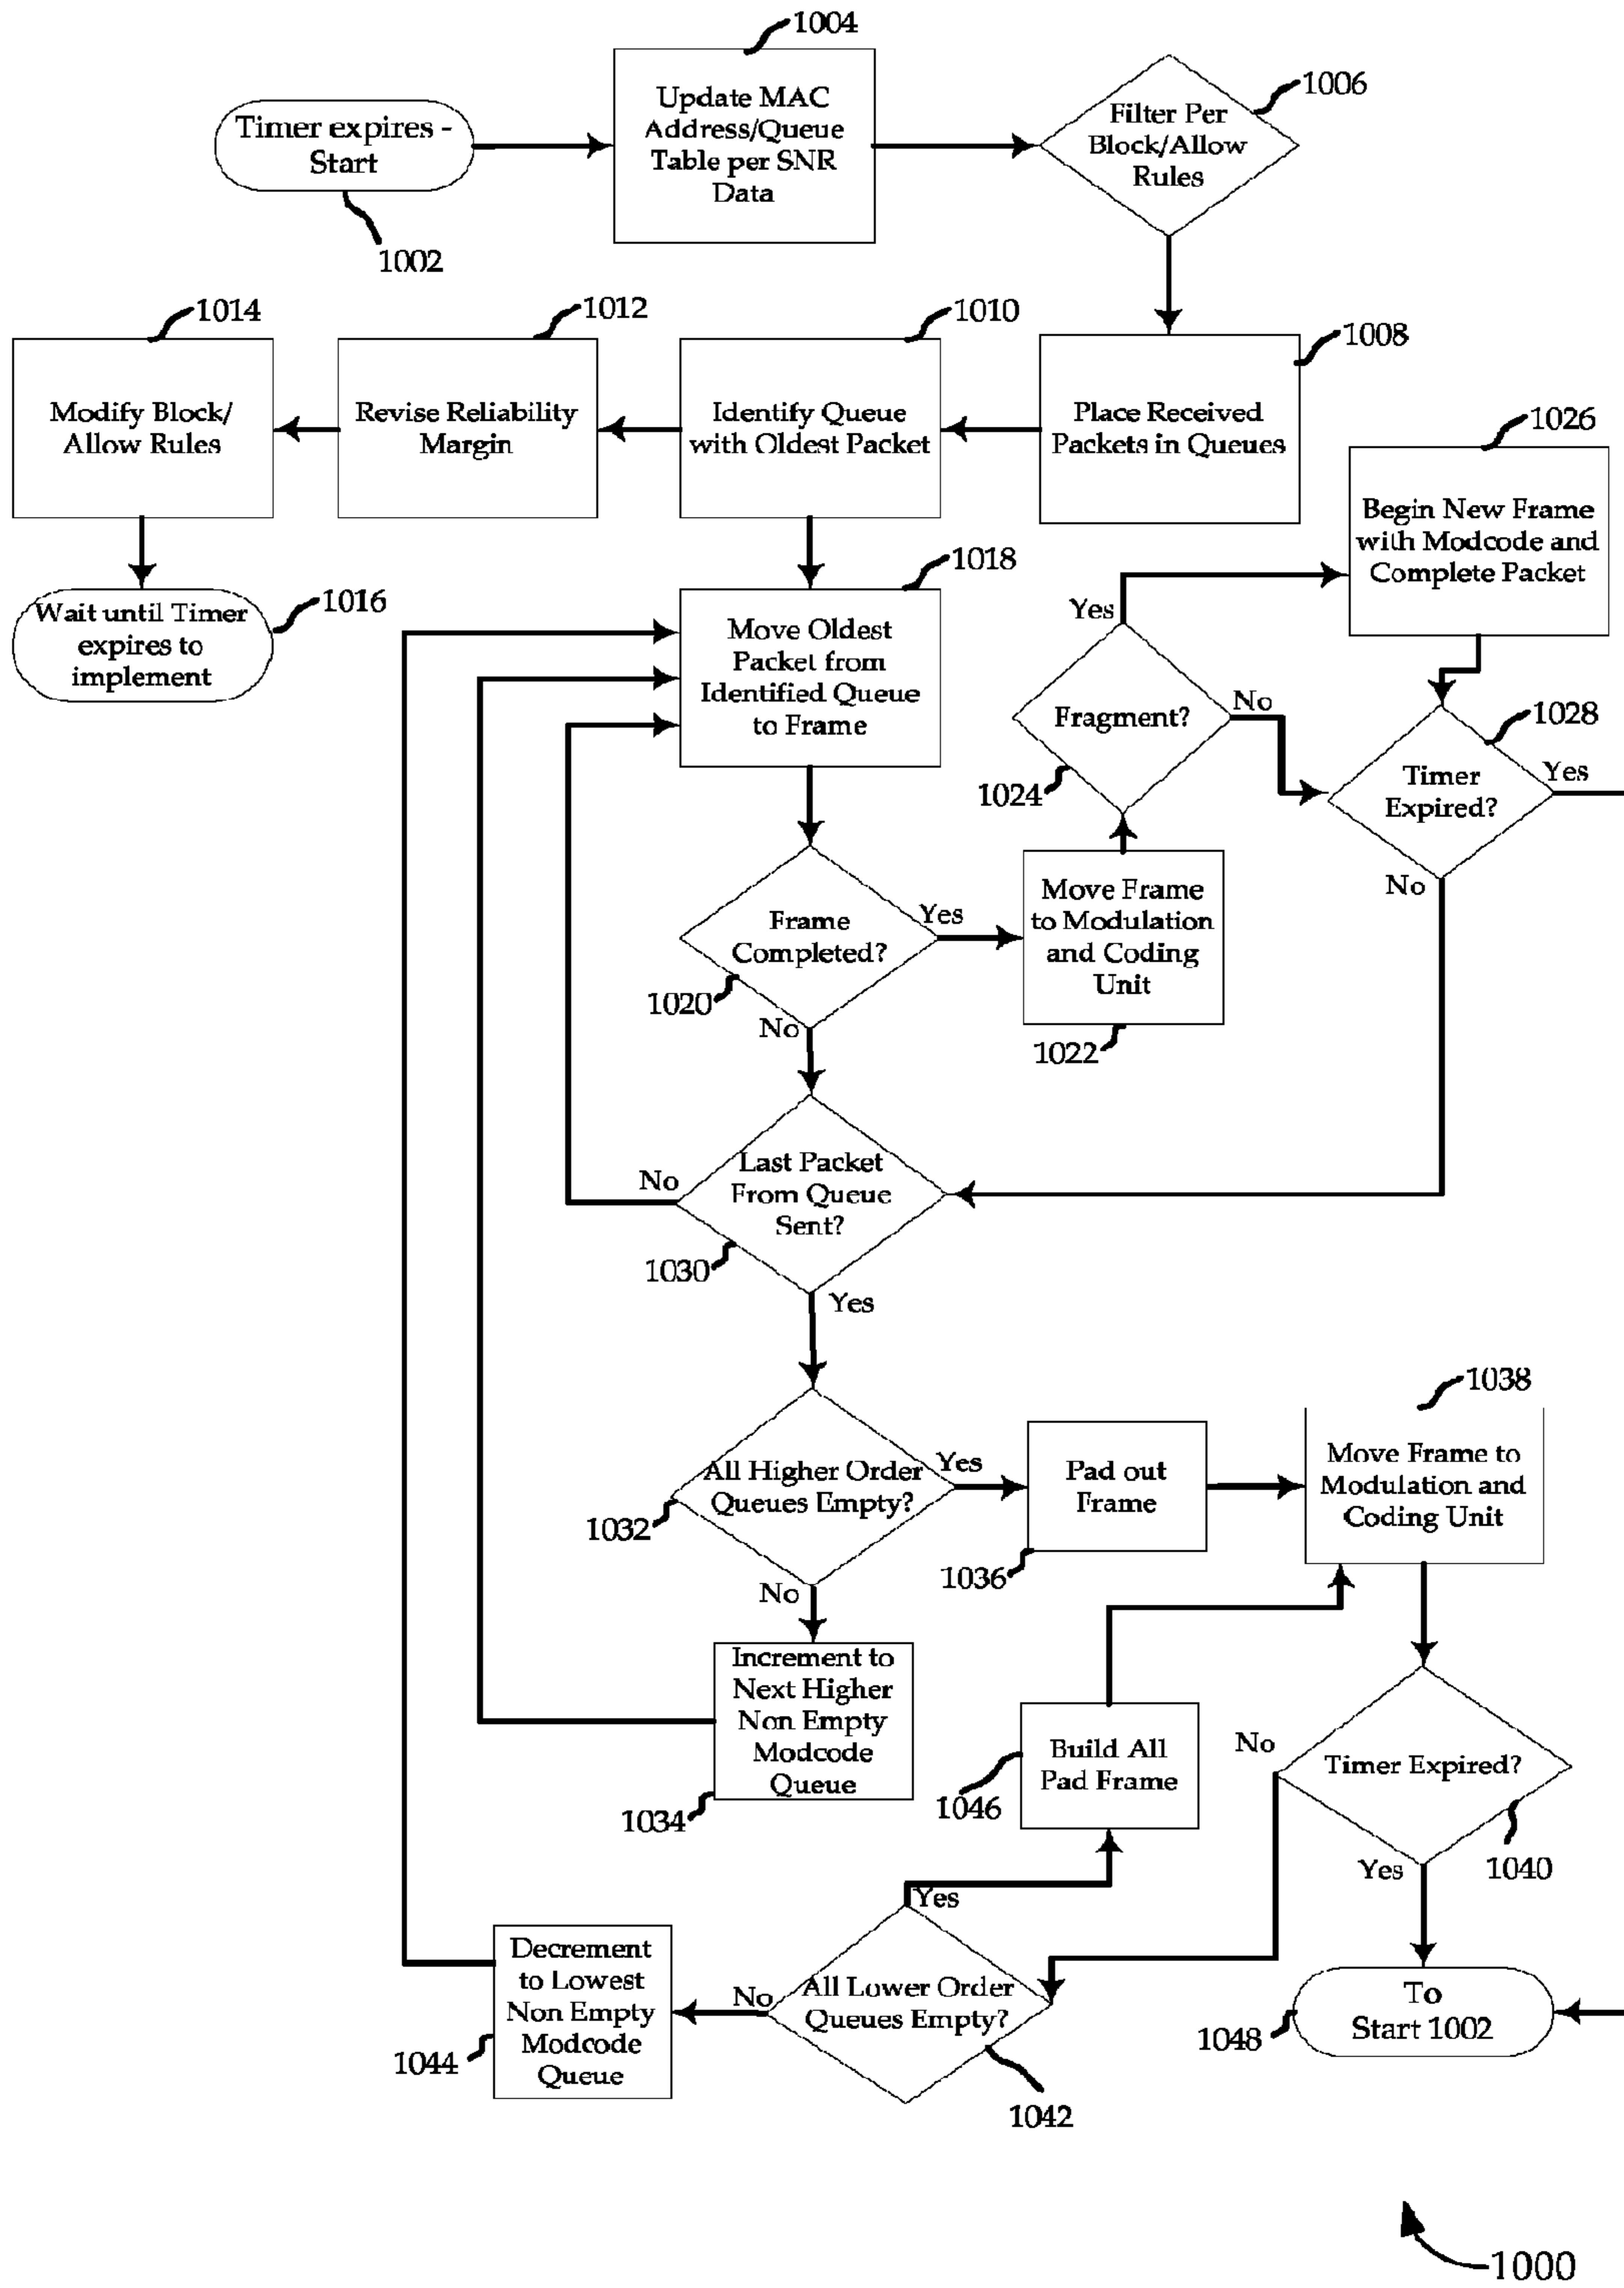 1004
Update MAC
Address/Queue
Table per SNR
Data
1006
Filter Per
Block/Allow
Rules
Timer expires -
Start
1002
1014
Modify Block/
Allow Rules
1012
Revise Reliability
Margin
1010
Identify Queue
with Oldest Packet
1008
Place Received
Packets in Queues
1026
Begin New Frame
with Modcode and
Complete Packet
1016
Wait until Timer
expires to
implement
1018
Move Oldest
Packet from
Identified Queue
to Frame
Yes
Fragment?
No
1024
1028
Timer
Expired?
Yes
No
Frame
Completed?
Yes
1020
No
Move Frame
to Modulation
and Coding
Unit
1022
No
Last Packet
From Queue
Sent?
1030
Yes
All Higher Order
Queues Empty?
Yes
1032
No
Pad out
Frame
1036
1038
Move Frame to
Modulation and
Coding Unit
Increment to
Next Higher
Non Empty
Modcode
Queue
1034
Build All
Pad Frame
1046
No
Timer Expired?
Yes
1040
Yes
Decrement
to Lowest
Non Empty
Modcode
Queue
1044
No
All Lower Order
Queues Empty?
1042
To
Start 1002
1048
1000